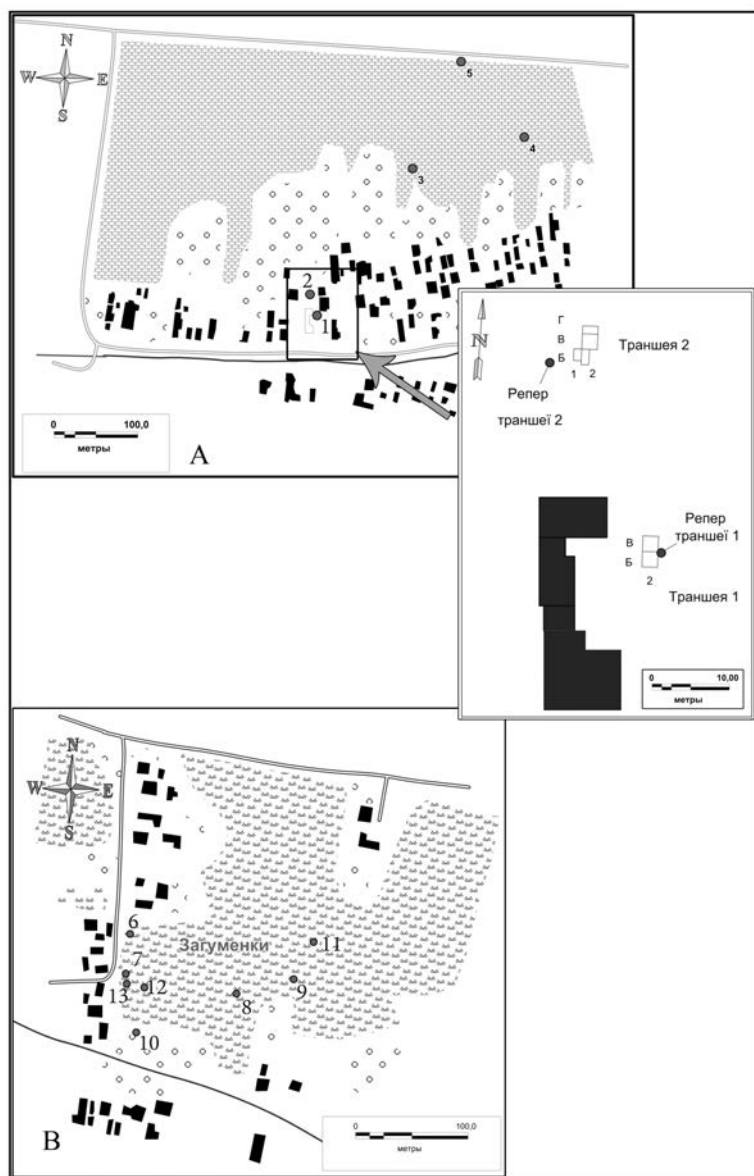 N
W E
S
5
4
3
2
1
0 100,0
метры
A
N
Г
В
Б
1 2
Траншея 2
Репер
траншеї 2
Репер
траншеї 1
В
Б
2
Траншея 1
0 10,00
метры
N
W E
S
6
Загуменки
11
7
13
12
8
9
10
0 100,0
метры
B